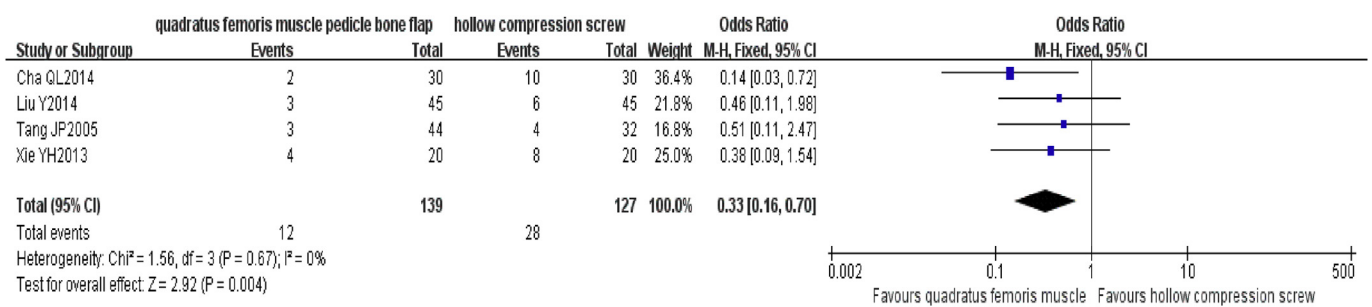 quadratus femoris muscle pedicle bone flap hollow compression screw Odds Ratio Odds Ratio
Study or Subgroup Events Total Events Total Weight M-H, Fixed, 95% CI M-H, Fixed, 95% CI
Cha QL2014 2 30 10 30 36.4% 0.14 [0.03, 0.72]
Liu Y2014 3 45 6 45 21.8% 0.46 [0.11, 1.98]
Tang JP2005 3 44 4 32 16.8% 0.51 [0.11, 2.47]
Xie YH2013 4 20 8 20 25.0% 0.38 [0.09, 1.54]
Total (95% CI) 139 127 100.0% 0.33 [0.16, 0.70]
Total events 12 28
Heterogeneity: Chi² = 1.56, df = 3 (P = 0.67); I² = 0%
Test for overall effect: Z = 2.92 (P = 0.004)
0.002 0.1 1 10 500
Favours quadratus femoris muscle Favours hollow compression screw